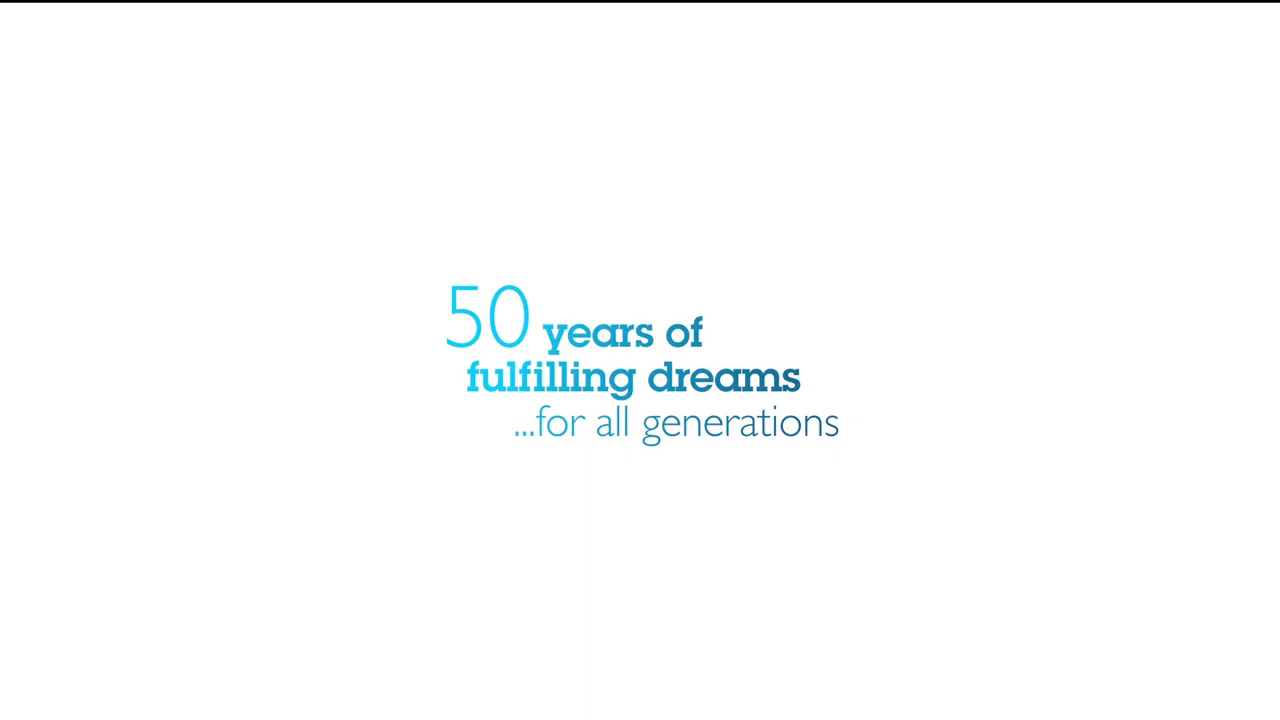 50 years of
fulfilling dreams
...for all generations